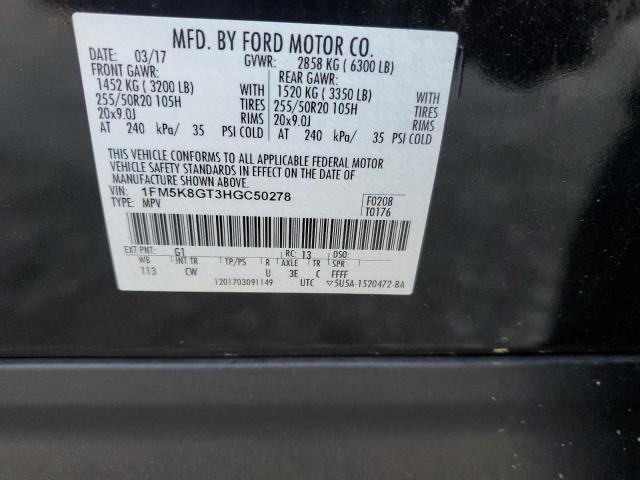 MFD. BY FORD MOTOR CO.
DATE: 03/17 GVWR: 2858 KG ( 6300 LB)
FRONT GAWR: REAR GAWR:
1452 KG ( 3200 LB) WITH 1520 KG ( 3350 LB) WITH
255/50R20 105H TIRES 255/50R20 105H TIRES
20x9.0J RIMS 20x9.0J RIMS
AT 240 kPa/ 35 PSI COLD AT 240 kPa/ 35 PSI COLD
THIS VEHICLE CONFORMS TO ALL APPLICABLE FEDERAL MOTOR
VEHICLE SAFETY STANDARDS IN EFFECT ON THE DATE OF
MANUFACTURE SHOWN ABOVE.
VIN: 1FM5K8GT3HGC50278 F0208
TYPE: MPV T0176
EXT PNT: G1 RC: 13 DSO:
WB INT TR TP/PS R AXLE TR SPR
113 CW U 3E C FFFF
1201703091149 UTC ▽5U5A-1520472-BA